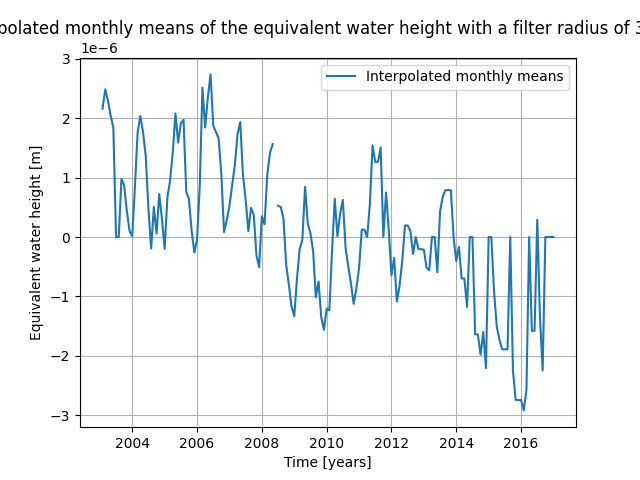 polated monthly means of the equivalent water height with a filter radius of 3
1e−6
Interpolated monthly means
3
2
1
0
−1
−2
−3
Equivalent water height [m]
2004 2006 2008 2010 2012 2014 2016
Time [years]